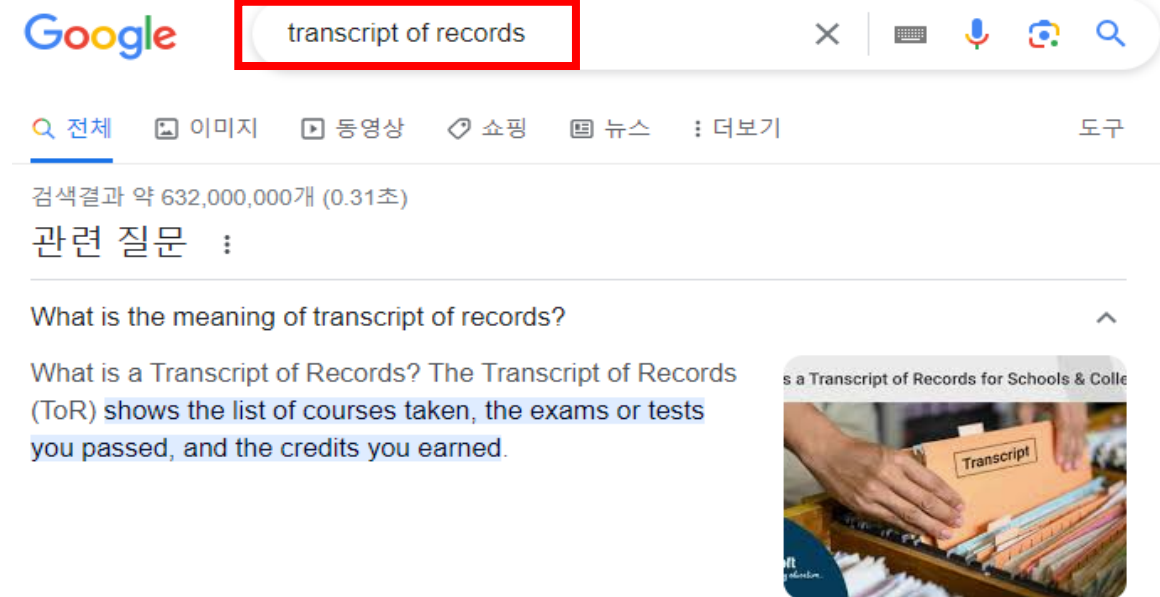 Google
transcript of records
전체 이미지 동영상 쇼핑 뉴스 더보기 도구
검색결과 약 632,000,000개 (0.31초)
관련 질문
What is the meaning of transcript of records?
What is a Transcript of Records? The Transcript of Records
(ToR) shows the list of courses taken, the exams or tests
you passed, and the credits you earned.
s a Transcript of Records for Schools & Colle
Transcript